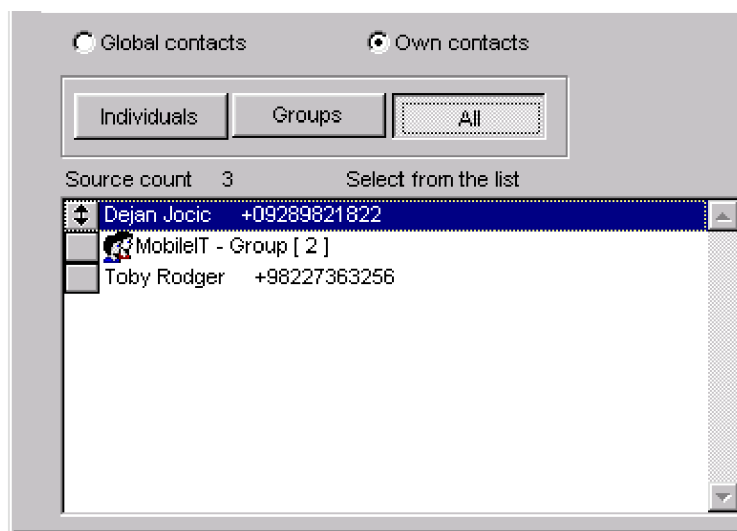 Global contacts Own contacts
Individuals Groups All
Source count 3 Select from the list
Dejan Jocic +09289821822
MobileIT - Group [ 2 ]
Toby Rodger +98227363256